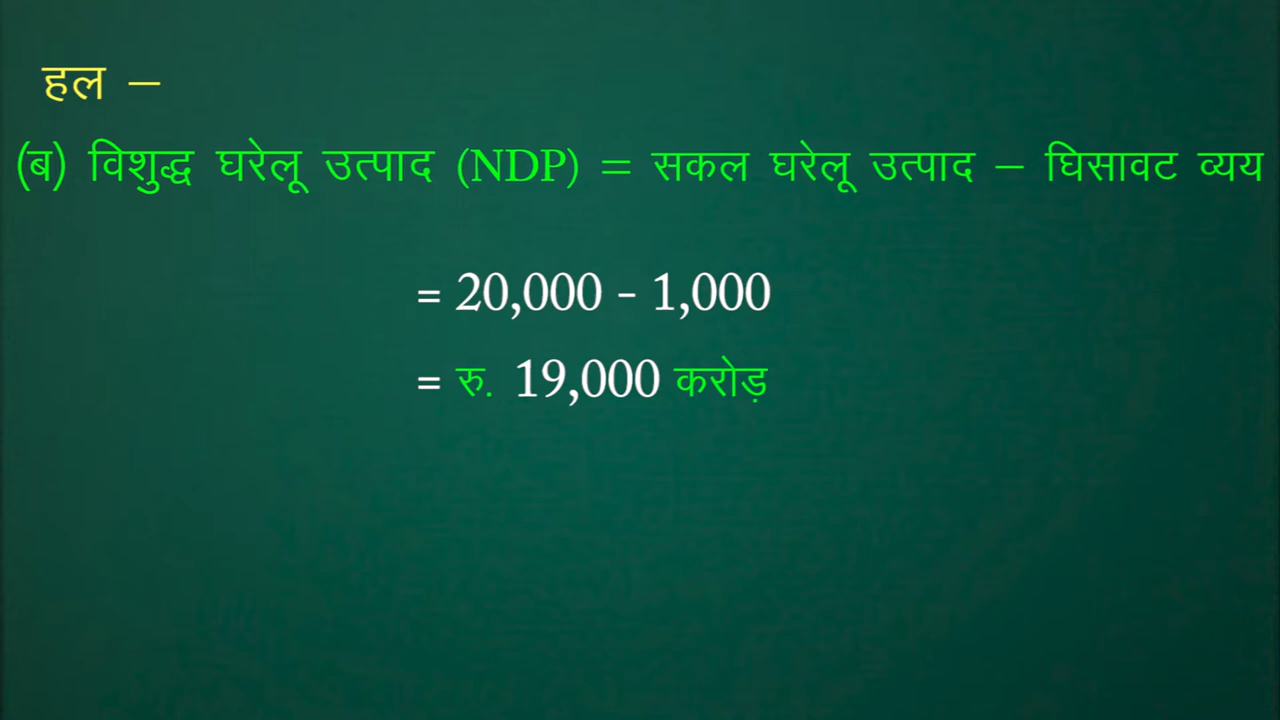 हल –
(ब) विशुद्ध घरेलू उत्पाद (NDP) = सकल घरेलू उत्पाद – घिसावट व्यय
= 20,000 - 1,000
= रु. 19,000 करोड़